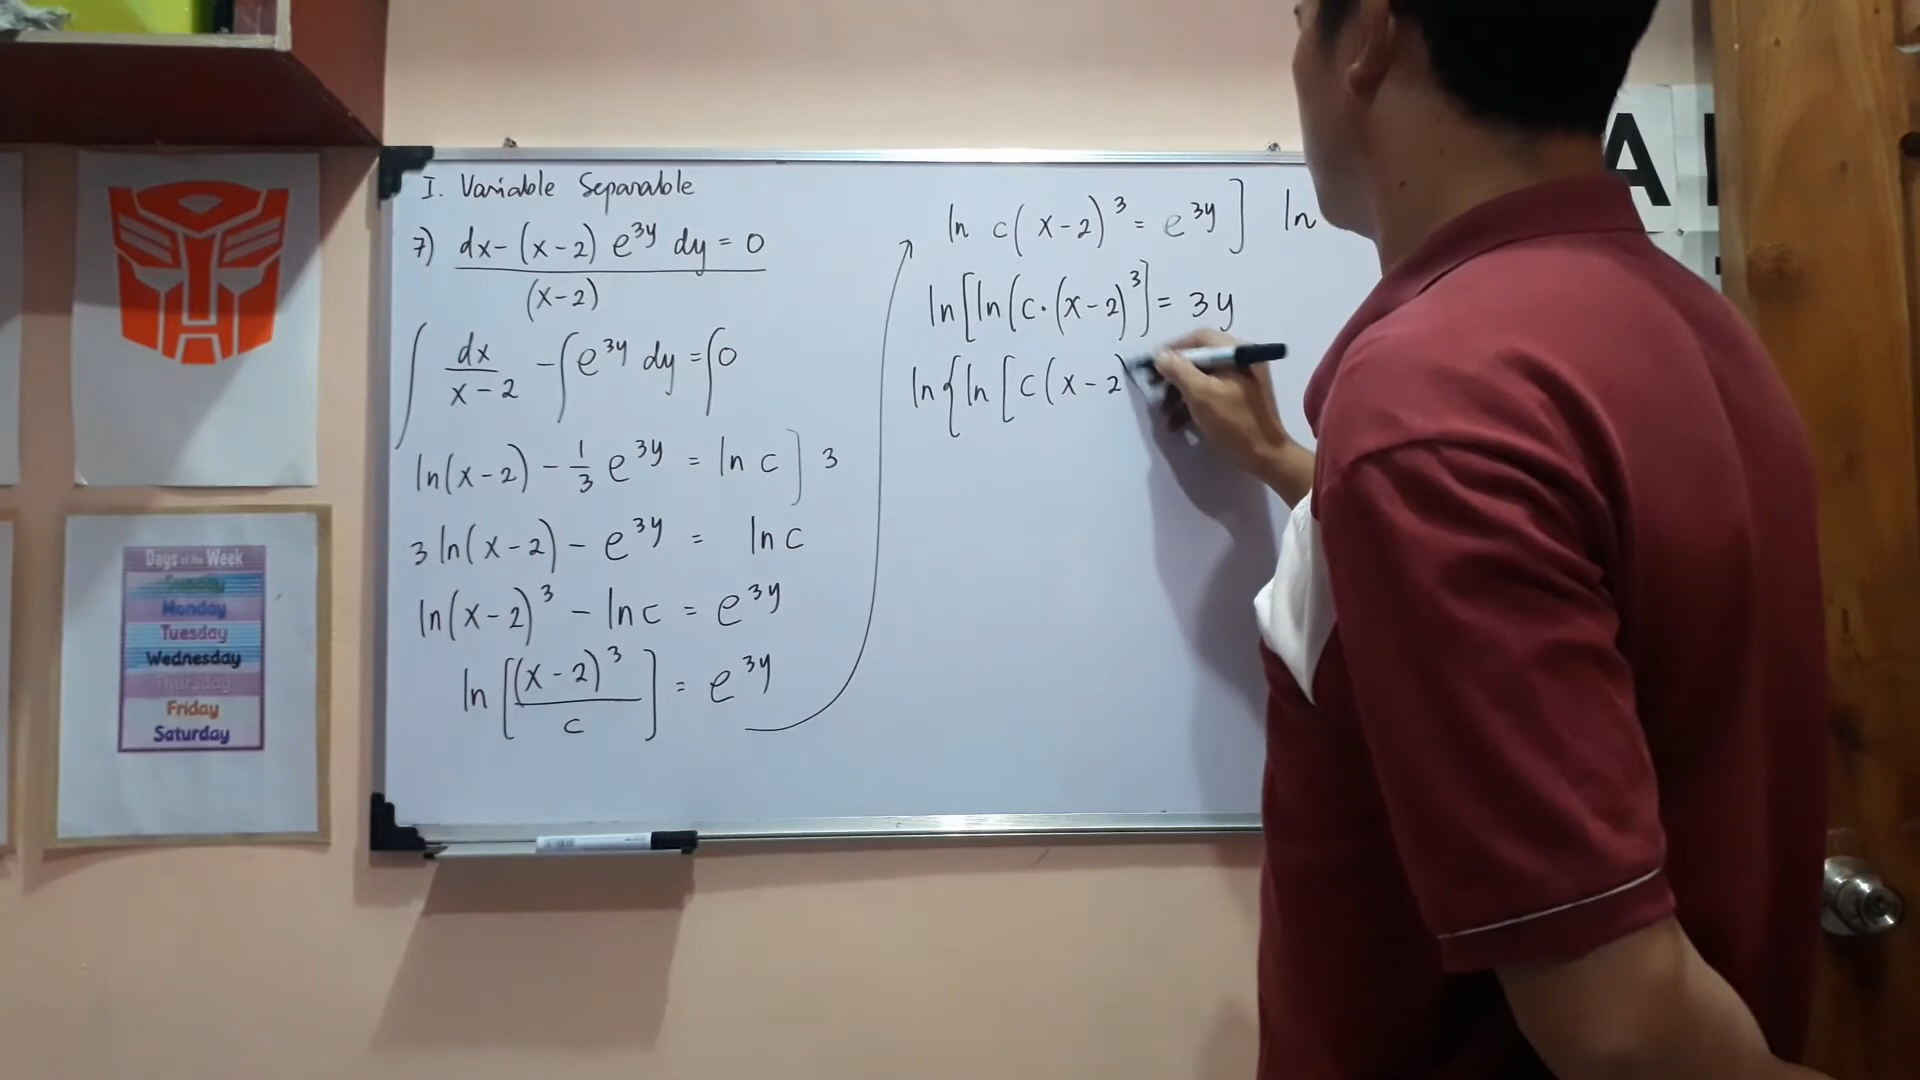 I. Variable Separable
7) dx - (x-2) e^3y dy = 0
(x-2)
∫ dx/(x-2) - ∫ e^3y dy = ∫ 0
ln(x-2) - 1/3 e^3y = ln c ] 3
3 ln(x-2) - e^3y = ln c
ln(x-2)^3 - ln c = e^3y
ln [ (x-2)^3 / c ] = e^3y
ln c(x-2)^3 = e^3y ] ln
ln[ln(c·(x-2)^3] = 3y
ln{ln[c(x-2)
Days of the Week
Sunday
Monday
Tuesday
Wednesday
Thursday
Friday
Saturday
A